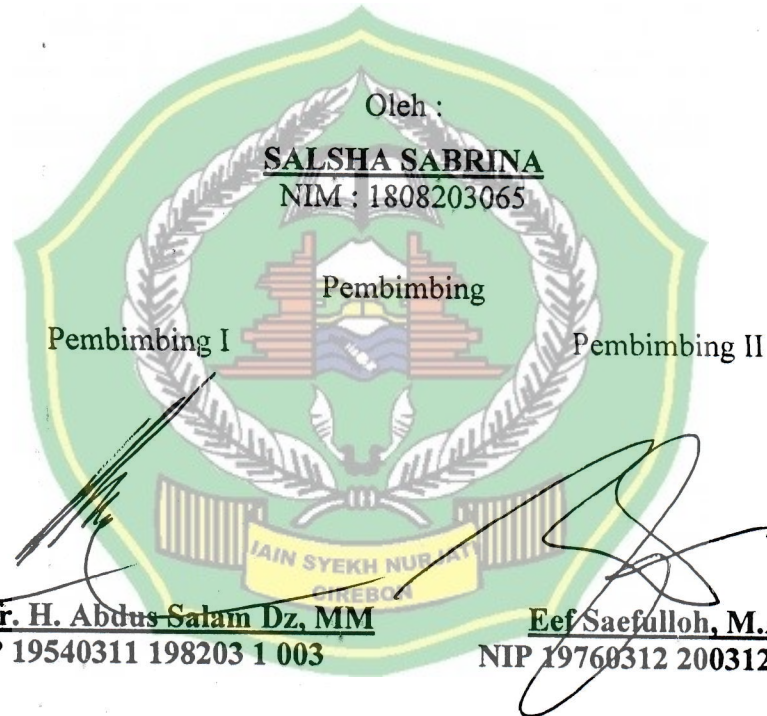 Oleh :
SALSHA SABRINA
NIM : 1808203065
Pembimbing
Pembimbing I Pembimbing II
r. H. Abdus Salam Dz, MM Eef Saefulloh, M.
P 19540311 198203 1 003 NIP 19760312 200312
IAIN SYEKH NURJATI
CIREBON